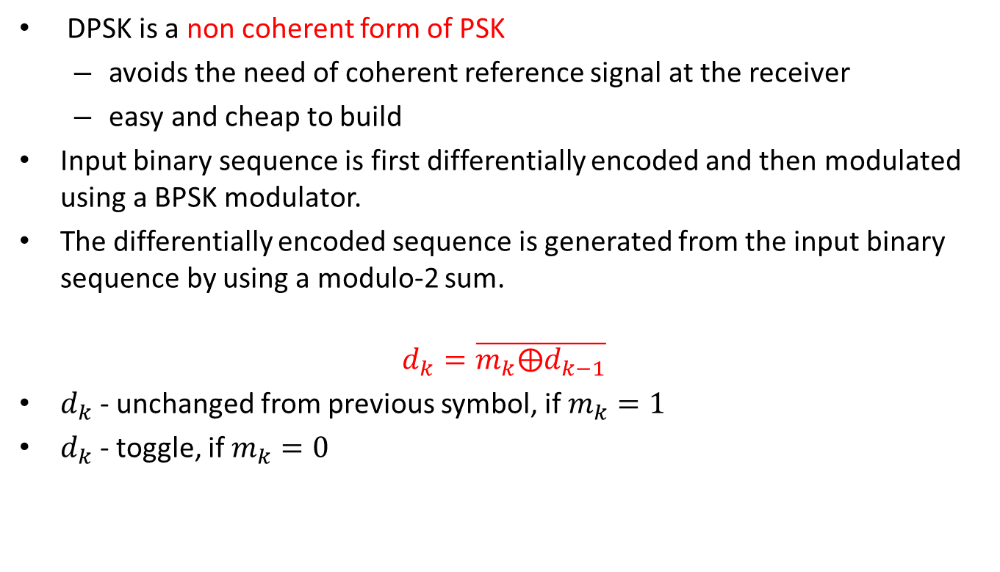 • DPSK is a non coherent form of PSK
– avoids the need of coherent reference signal at the receiver
– easy and cheap to build
• Input binary sequence is first differentially encoded and then modulated
using a BPSK modulator.
• The differentially encoded sequence is generated from the input binary
sequence by using a modulo-2 sum.
$d_k = \overline{m_k \oplus d_{k-1}}$
• $d_k$ - unchanged from previous symbol, if $m_k = 1$
• $d_k$ - toggle, if $m_k = 0$